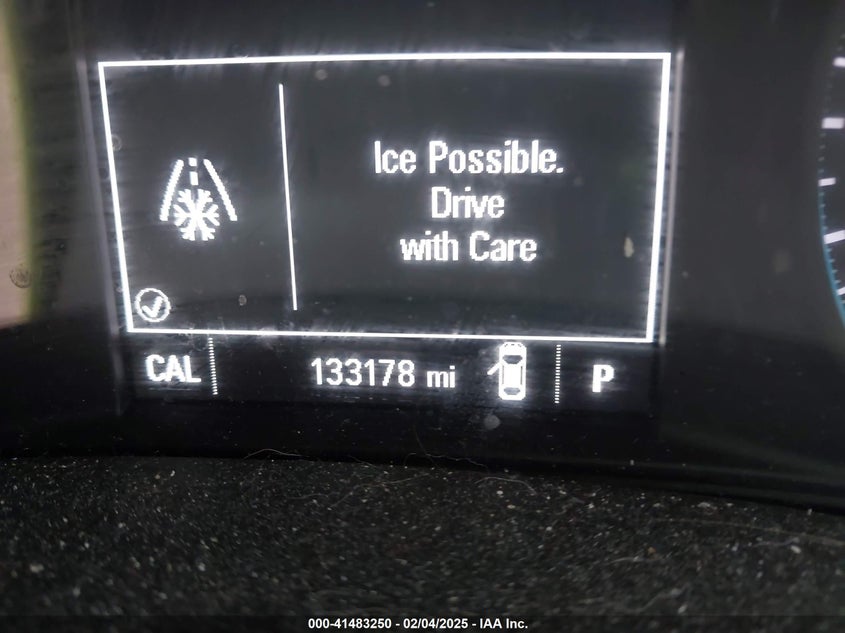 Ice Possible.
Drive
with Care
CAL
133178 mi
P
000-41483250 - 02/04/2025 - IAA Inc.